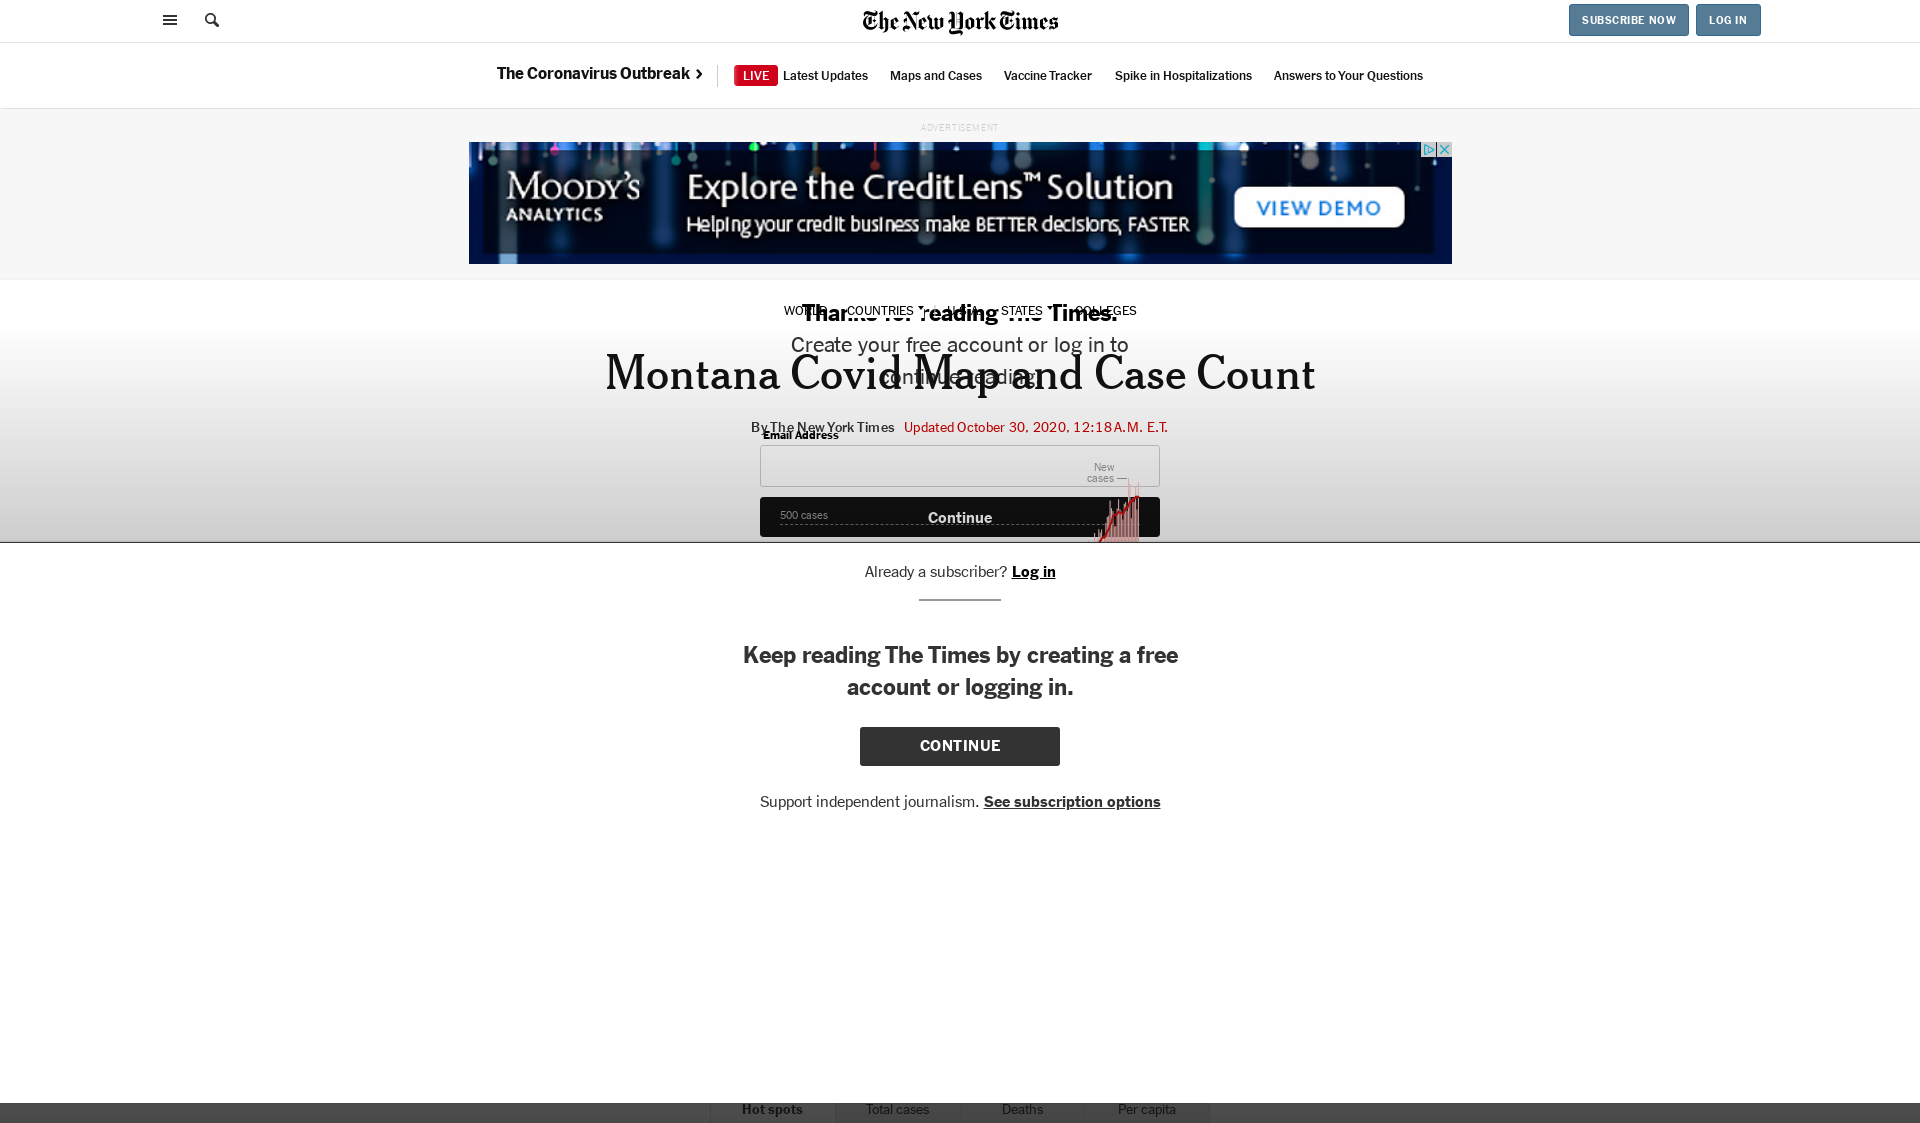 The New York Times
SUBSCRIBE NOW
LOG IN
The Coronavirus Outbreak
LIVE Latest Updates
Maps and Cases
Vaccine Tracker
Spike in Hospitalizations
Answers to Your Questions
ADVERTISEMENT
MOODY'S
ANALYTICS
Explore the CreditLens™ Solution
Helping your credit business make BETTER decisions, FASTER
VIEW DEMO
WORLD COUNTRIES U.S.A. STATES COLLEGES
Thanks for reading The Times.
Create your free account or log in to
continue reading.
Montana Covid Map and Case Count
By The New York Times Updated October 30, 2020, 12:18 A.M. E.T.
Email Address
New
cases
500 cases
Continue
Already a subscriber? Log in
Keep reading The Times by creating a free
account or logging in.
CONTINUE
Support independent journalism. See subscription options
Hot spots
Total cases
Deaths
Per capita